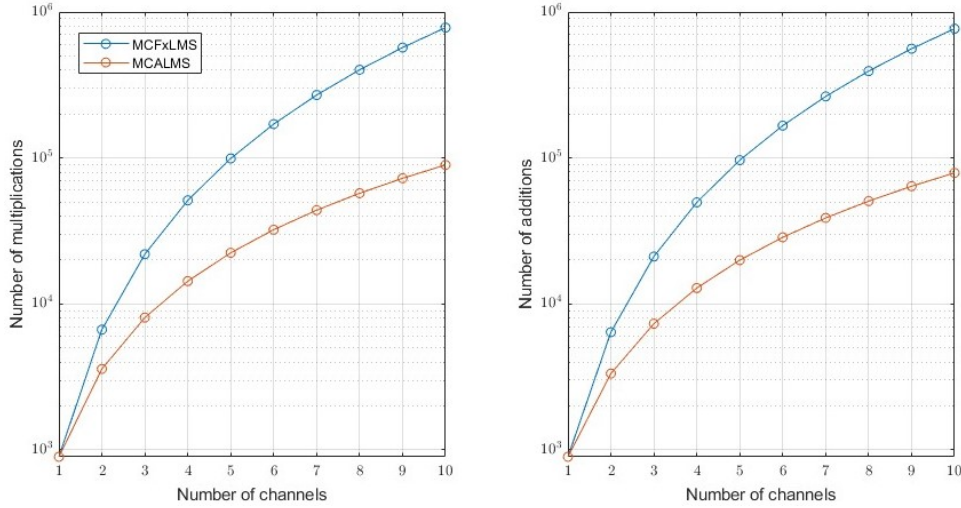 10^6
MCFxLMS
MCALMS
10^5
10^4
10^3
Number of multiplications
1 2 3 4 5 6 7 8 9 10
Number of channels
10^6
10^5
10^4
10^3
Number of additions
1 2 3 4 5 6 7 8 9 10
Number of channels